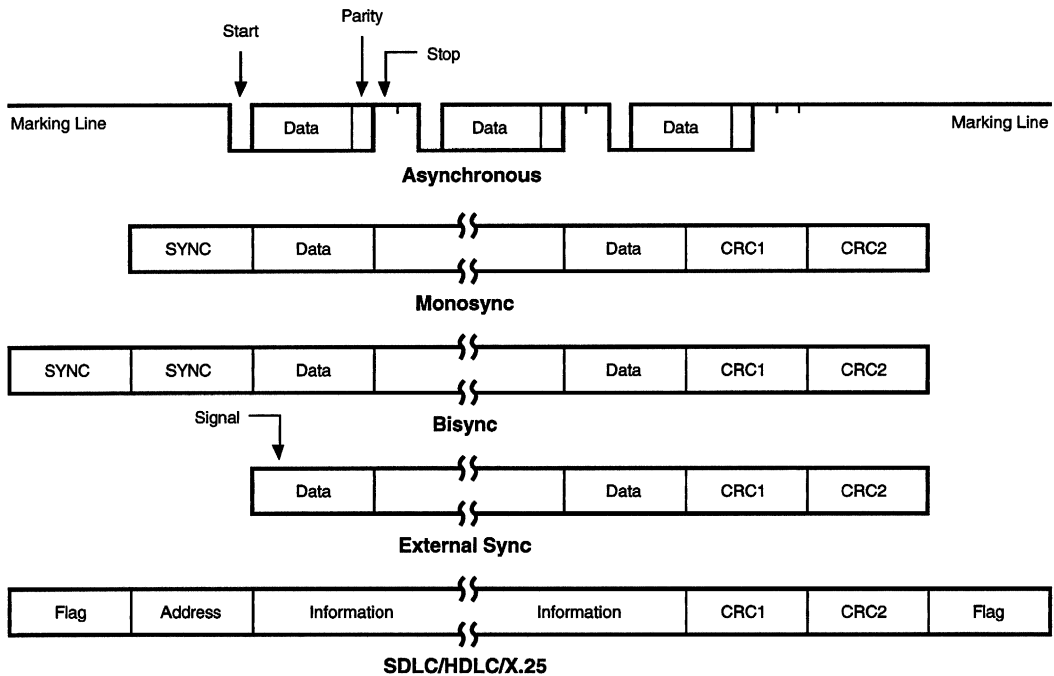 Parity
Start
Stop
Marking Line
Data
Data
Data
Marking Line
Asynchronous
SYNC
Data
Data
CRC1
CRC2
Monosync
SYNC
SYNC
Data
Data
CRC1
CRC2
Bisync
Signal
Data
Data
CRC1
CRC2
External Sync
Flag
Address
Information
Information
CRC1
CRC2
Flag
SDLC/HDLC/X.25